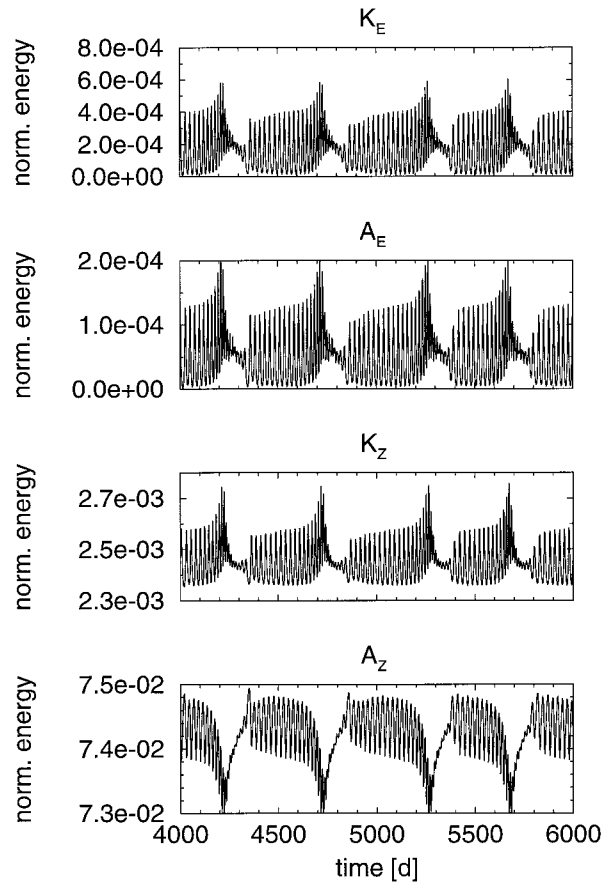 K_E
norm. energy
8.0e-04
6.0e-04
4.0e-04
2.0e-04
0.0e+00
A_E
norm. energy
2.0e-04
1.0e-04
0.0e+00
K_Z
norm. energy
2.7e-03
2.5e-03
2.3e-03
A_Z
norm. energy
7.5e-02
7.4e-02
7.3e-02
4000 4500 5000 5500 6000
time [d]